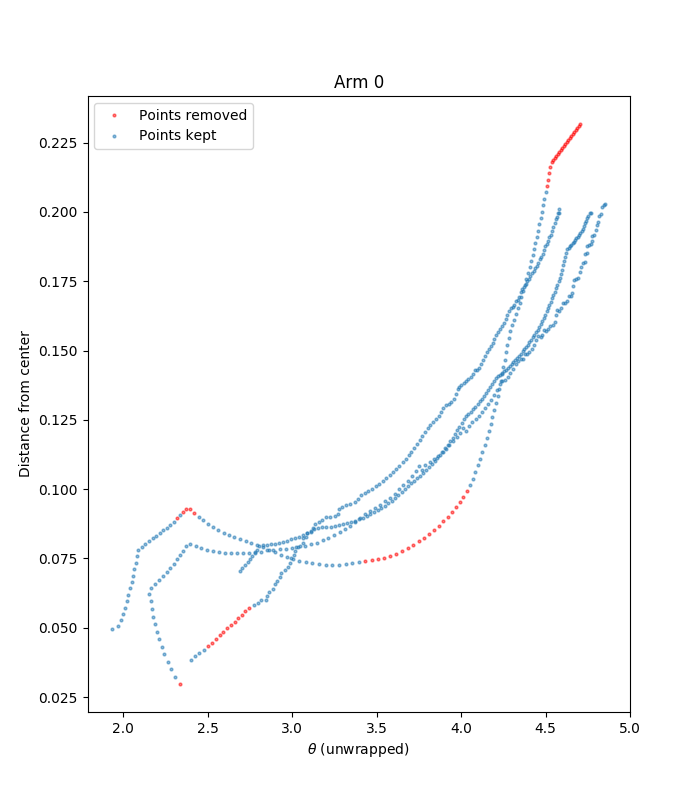 Arm 0
Points removed
Points kept
0.225
0.200
0.175
0.150
0.125
0.100
0.075
0.050
0.025
Distance from center
2.0 2.5 3.0 3.5 4.0 4.5 5.0
θ (unwrapped)